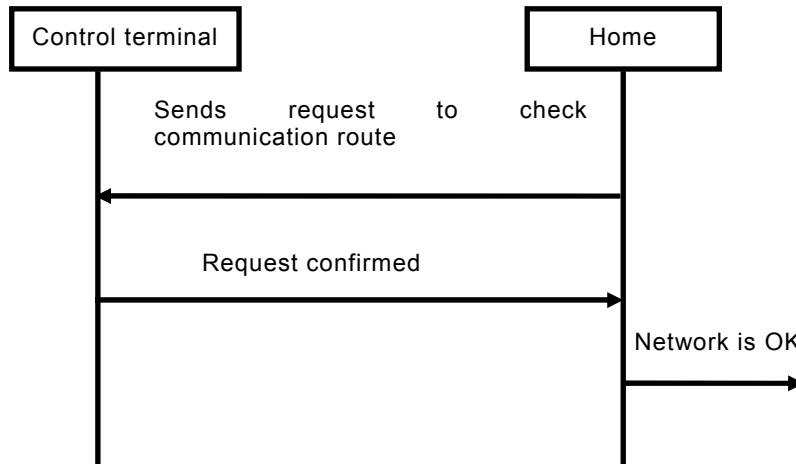 Control terminal
Home
Sends request to check
communication route
Request confirmed
Network is OK